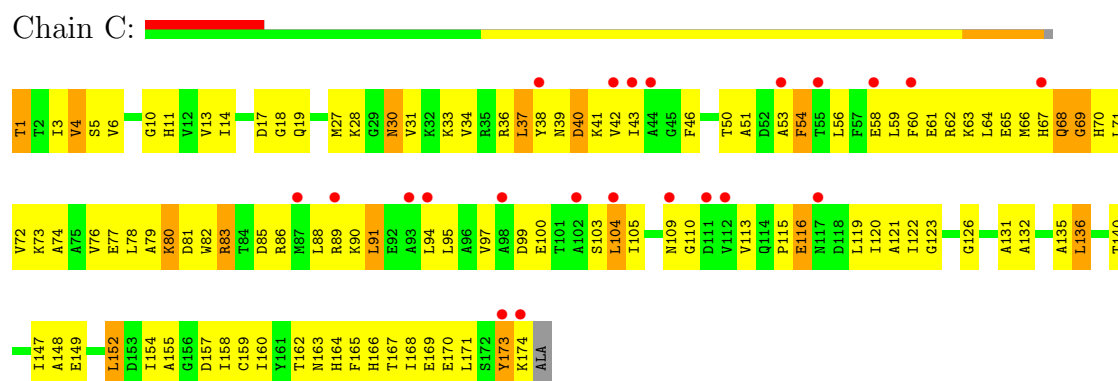 Chain C:
T1 T2 I3 V4 S5 V6 G10 H11 V12 V13 I14 D17 G18 Q19 M27 K28 G29 N30 V31 K32 K33 V34 R35 R36 L37 Y38 N39 D40 K41 V42 I43 A44 G45 F46 T50 A51 D52 A53 F54 T55 L56 F57 E58 L59 F60 E61 R62 K63 L64 E65 M66 H67 Q68 G69 H70 L71
V72 K73 A74 A75 V76 E77 L78 A79 K80 D81 W82 R83 T84 D85 R86 M87 L88 R89 K90 L91 E92 A93 L94 L95 A96 V97 A98 D99 E100 T101 A102 S103 L104 I105 N109 G110 D111 V112 V113 Q114 P115 E116 N117 D118 L119 I120 A121 I122 G123 G126 A131 A132 A135 L136 T140
I147 A148 E149 L152 D153 I154 A155 G156 D157 I158 C159 I160 Y161 T162 N163 H164 F165 H166 T167 I168 E169 E170 L171 S172 Y173 K174 ALA